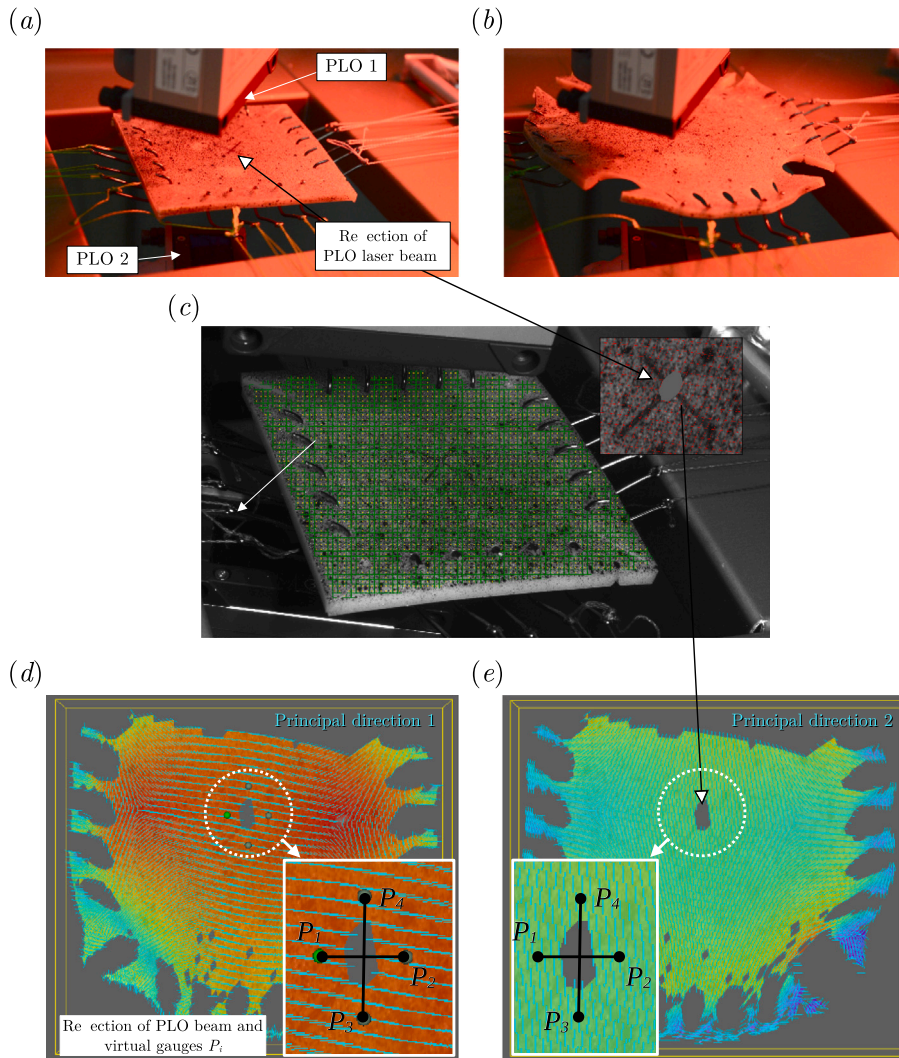 (a)
(b)
PLO 1
Re ection of
PLO laser beam
PLO 2
(c)
(d)
(e)
Principal direction 1
Principal direction 2
P4
P1
P2
P3
P4
P1
P2
P3
Re ection of PLO beam and
virtual gauges Pi